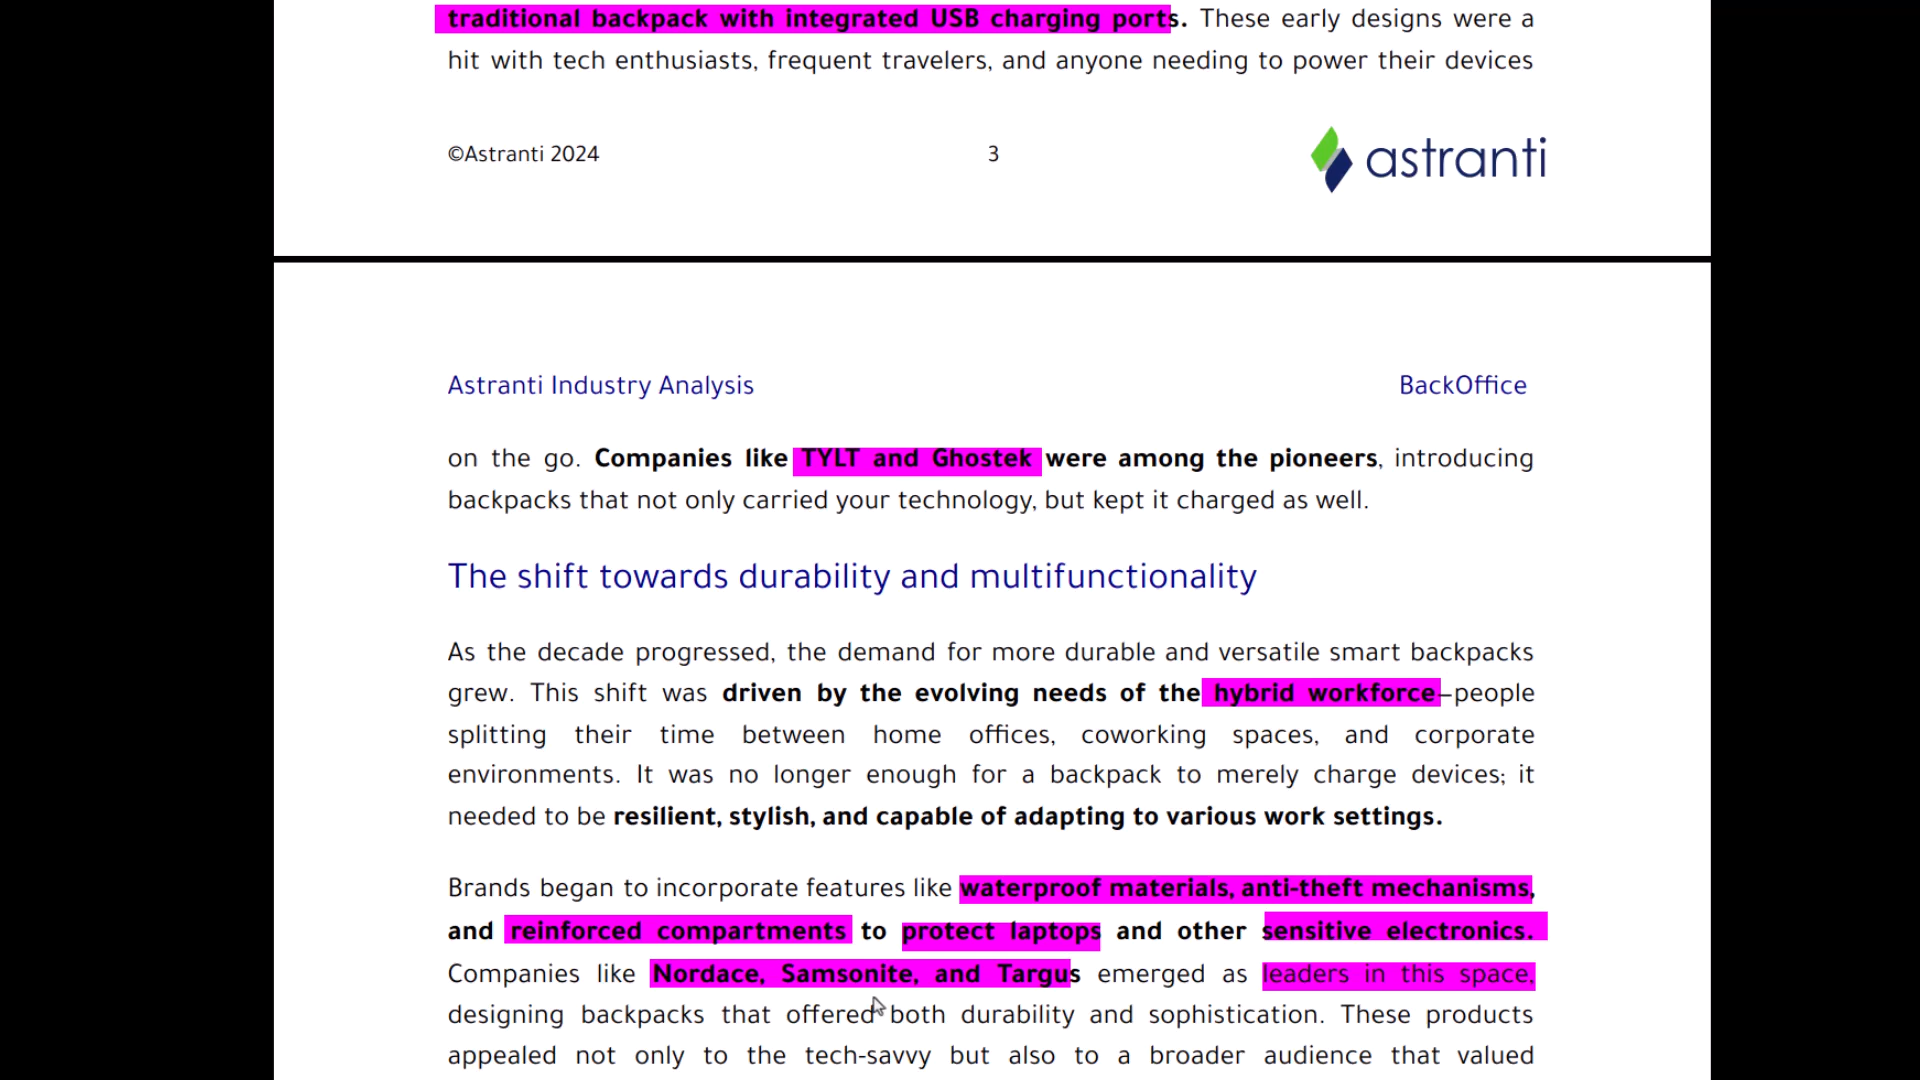 traditional backpack with integrated USB charging ports. These early designs were a
hit with tech enthusiasts, frequent travelers, and anyone needing to power their devices
©Astranti 2024
3
astranti
Astranti Industry Analysis
BackOffice
on the go. Companies like TYLT and Ghostek were among the pioneers, introducing
backpacks that not only carried your technology, but kept it charged as well.
The shift towards durability and multifunctionality
As the decade progressed, the demand for more durable and versatile smart backpacks
grew. This shift was driven by the evolving needs of the hybrid workforce—people
splitting their time between home offices, coworking spaces, and corporate
environments. It was no longer enough for a backpack to merely charge devices; it
needed to be resilient, stylish, and capable of adapting to various work settings.
Brands began to incorporate features like waterproof materials, anti-theft mechanisms,
and reinforced compartments to protect laptops and other sensitive electronics.
Companies like Nordace, Samsonite, and Targus emerged as leaders in this space,
designing backpacks that offered both durability and sophistication. These products
appealed not only to the tech-savvy but also to a broader audience that valued